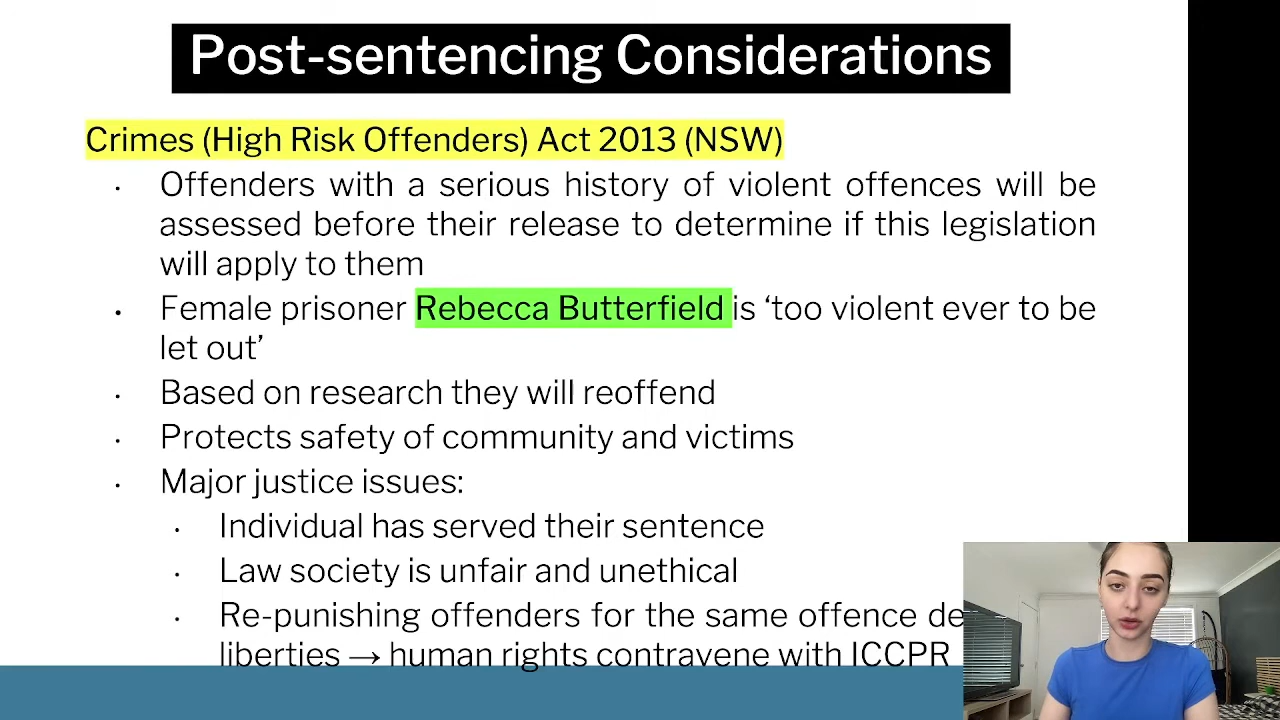 Post-sentencing Considerations
Crimes (High Risk Offenders) Act 2013 (NSW)
• Offenders with a serious history of violent offences will be
assessed before their release to determine if this legislation
will apply to them
• Female prisoner Rebecca Butterfield is ‘too violent ever to be
let out’
• Based on research they will reoffend
• Protects safety of community and victims
• Major justice issues:
• Individual has served their sentence
• Law society is unfair and unethical
• Re-punishing offenders for the same offence
liberties → human rights contravene with ICCPR